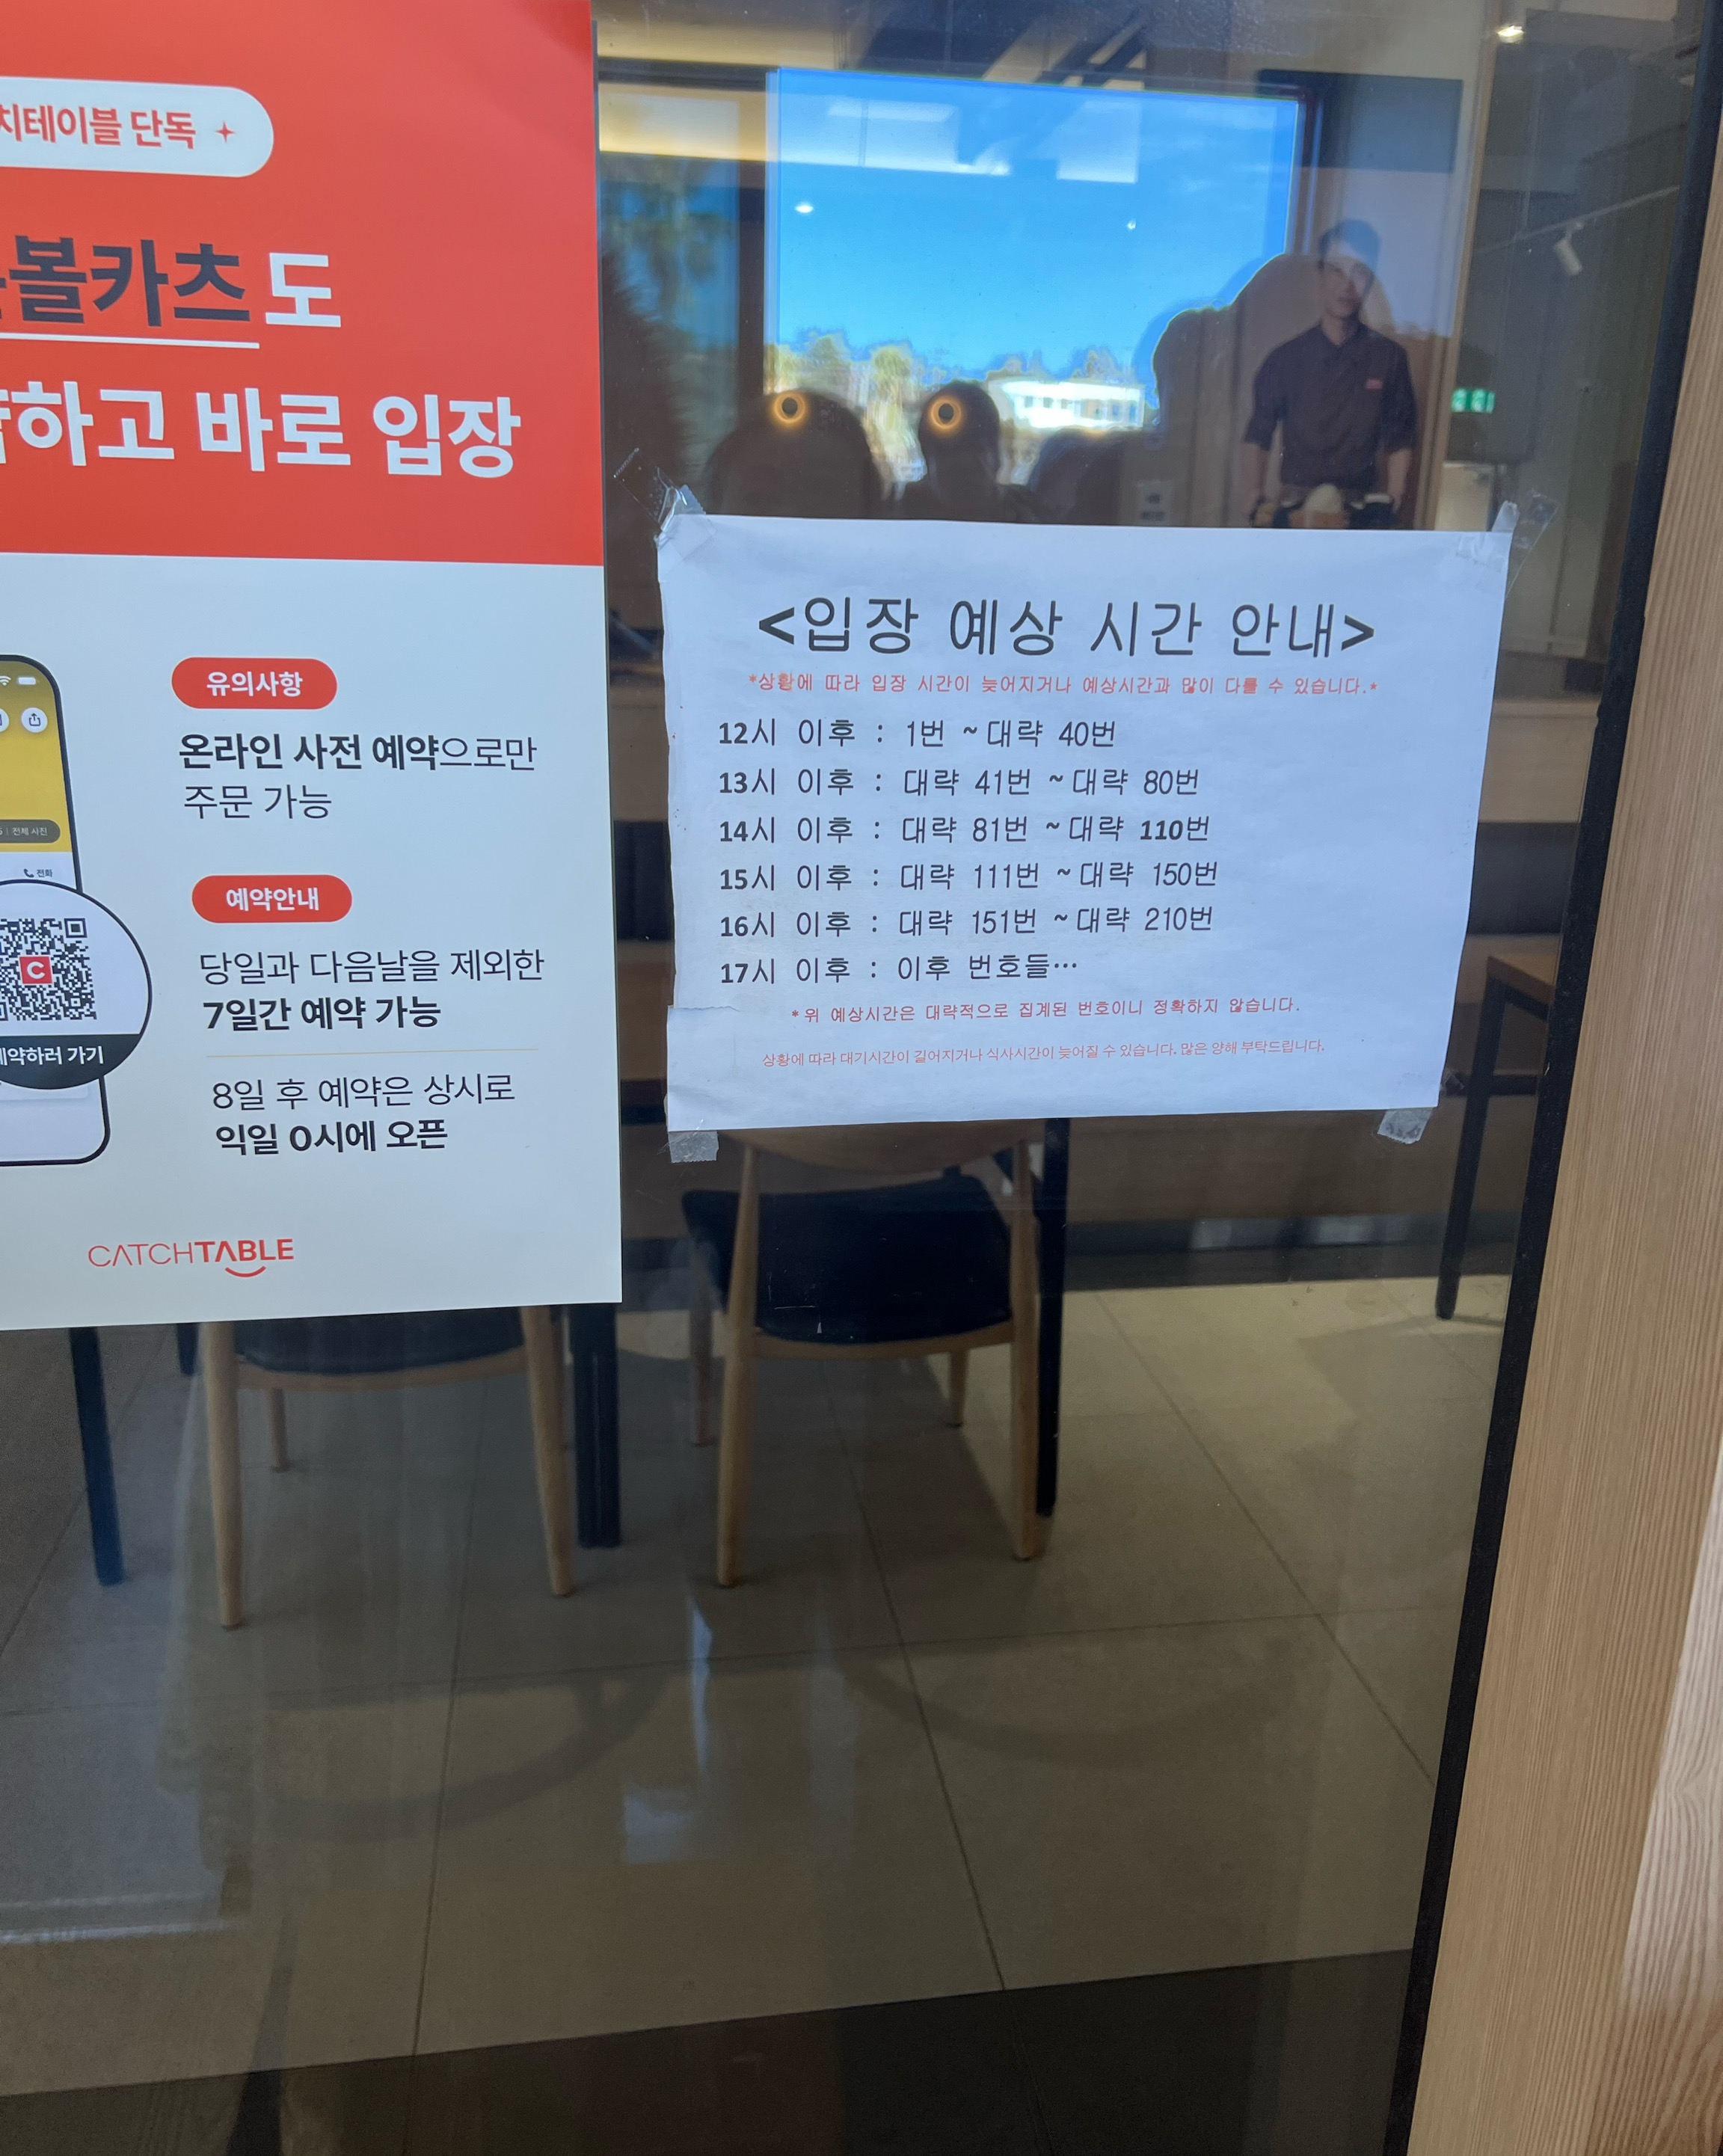 치테이블 단독
볼카츠도
하고 바로 입장
유의사항
온라인 사전 예약으로만
주문 가능
전체 사진
전화
예약하러 가기
예약안내
당일과 다음날을 제외한
7일간 예약 가능
8일 후 예약은 상시로
익일 0시에 오픈
CATCHTABLE
<입장 예상 시간 안내>
*상황에 따라 입장 시간이 늦어지거나 예상시간과 많이 다를 수 있습니다.*
12시 이후 : 1번 ~대략 40번
13시 이후 : 대략 41번 ~대략 80번
14시 이후 : 대략 81번 ~대략 110번
15시 이후 : 대략 111번 ~대략 150번
16시 이후 : 대략 151번 ~대략 210번
17시 이후 : 이후 번호들…
*위 예상시간은 대략적으로 집계된 번호이니 정확하지 않습니다.
상황에 따라 대기시간이 길어지거나 식사시간이 늦어질 수 있습니다. 많은 양해 부탁드립니다.